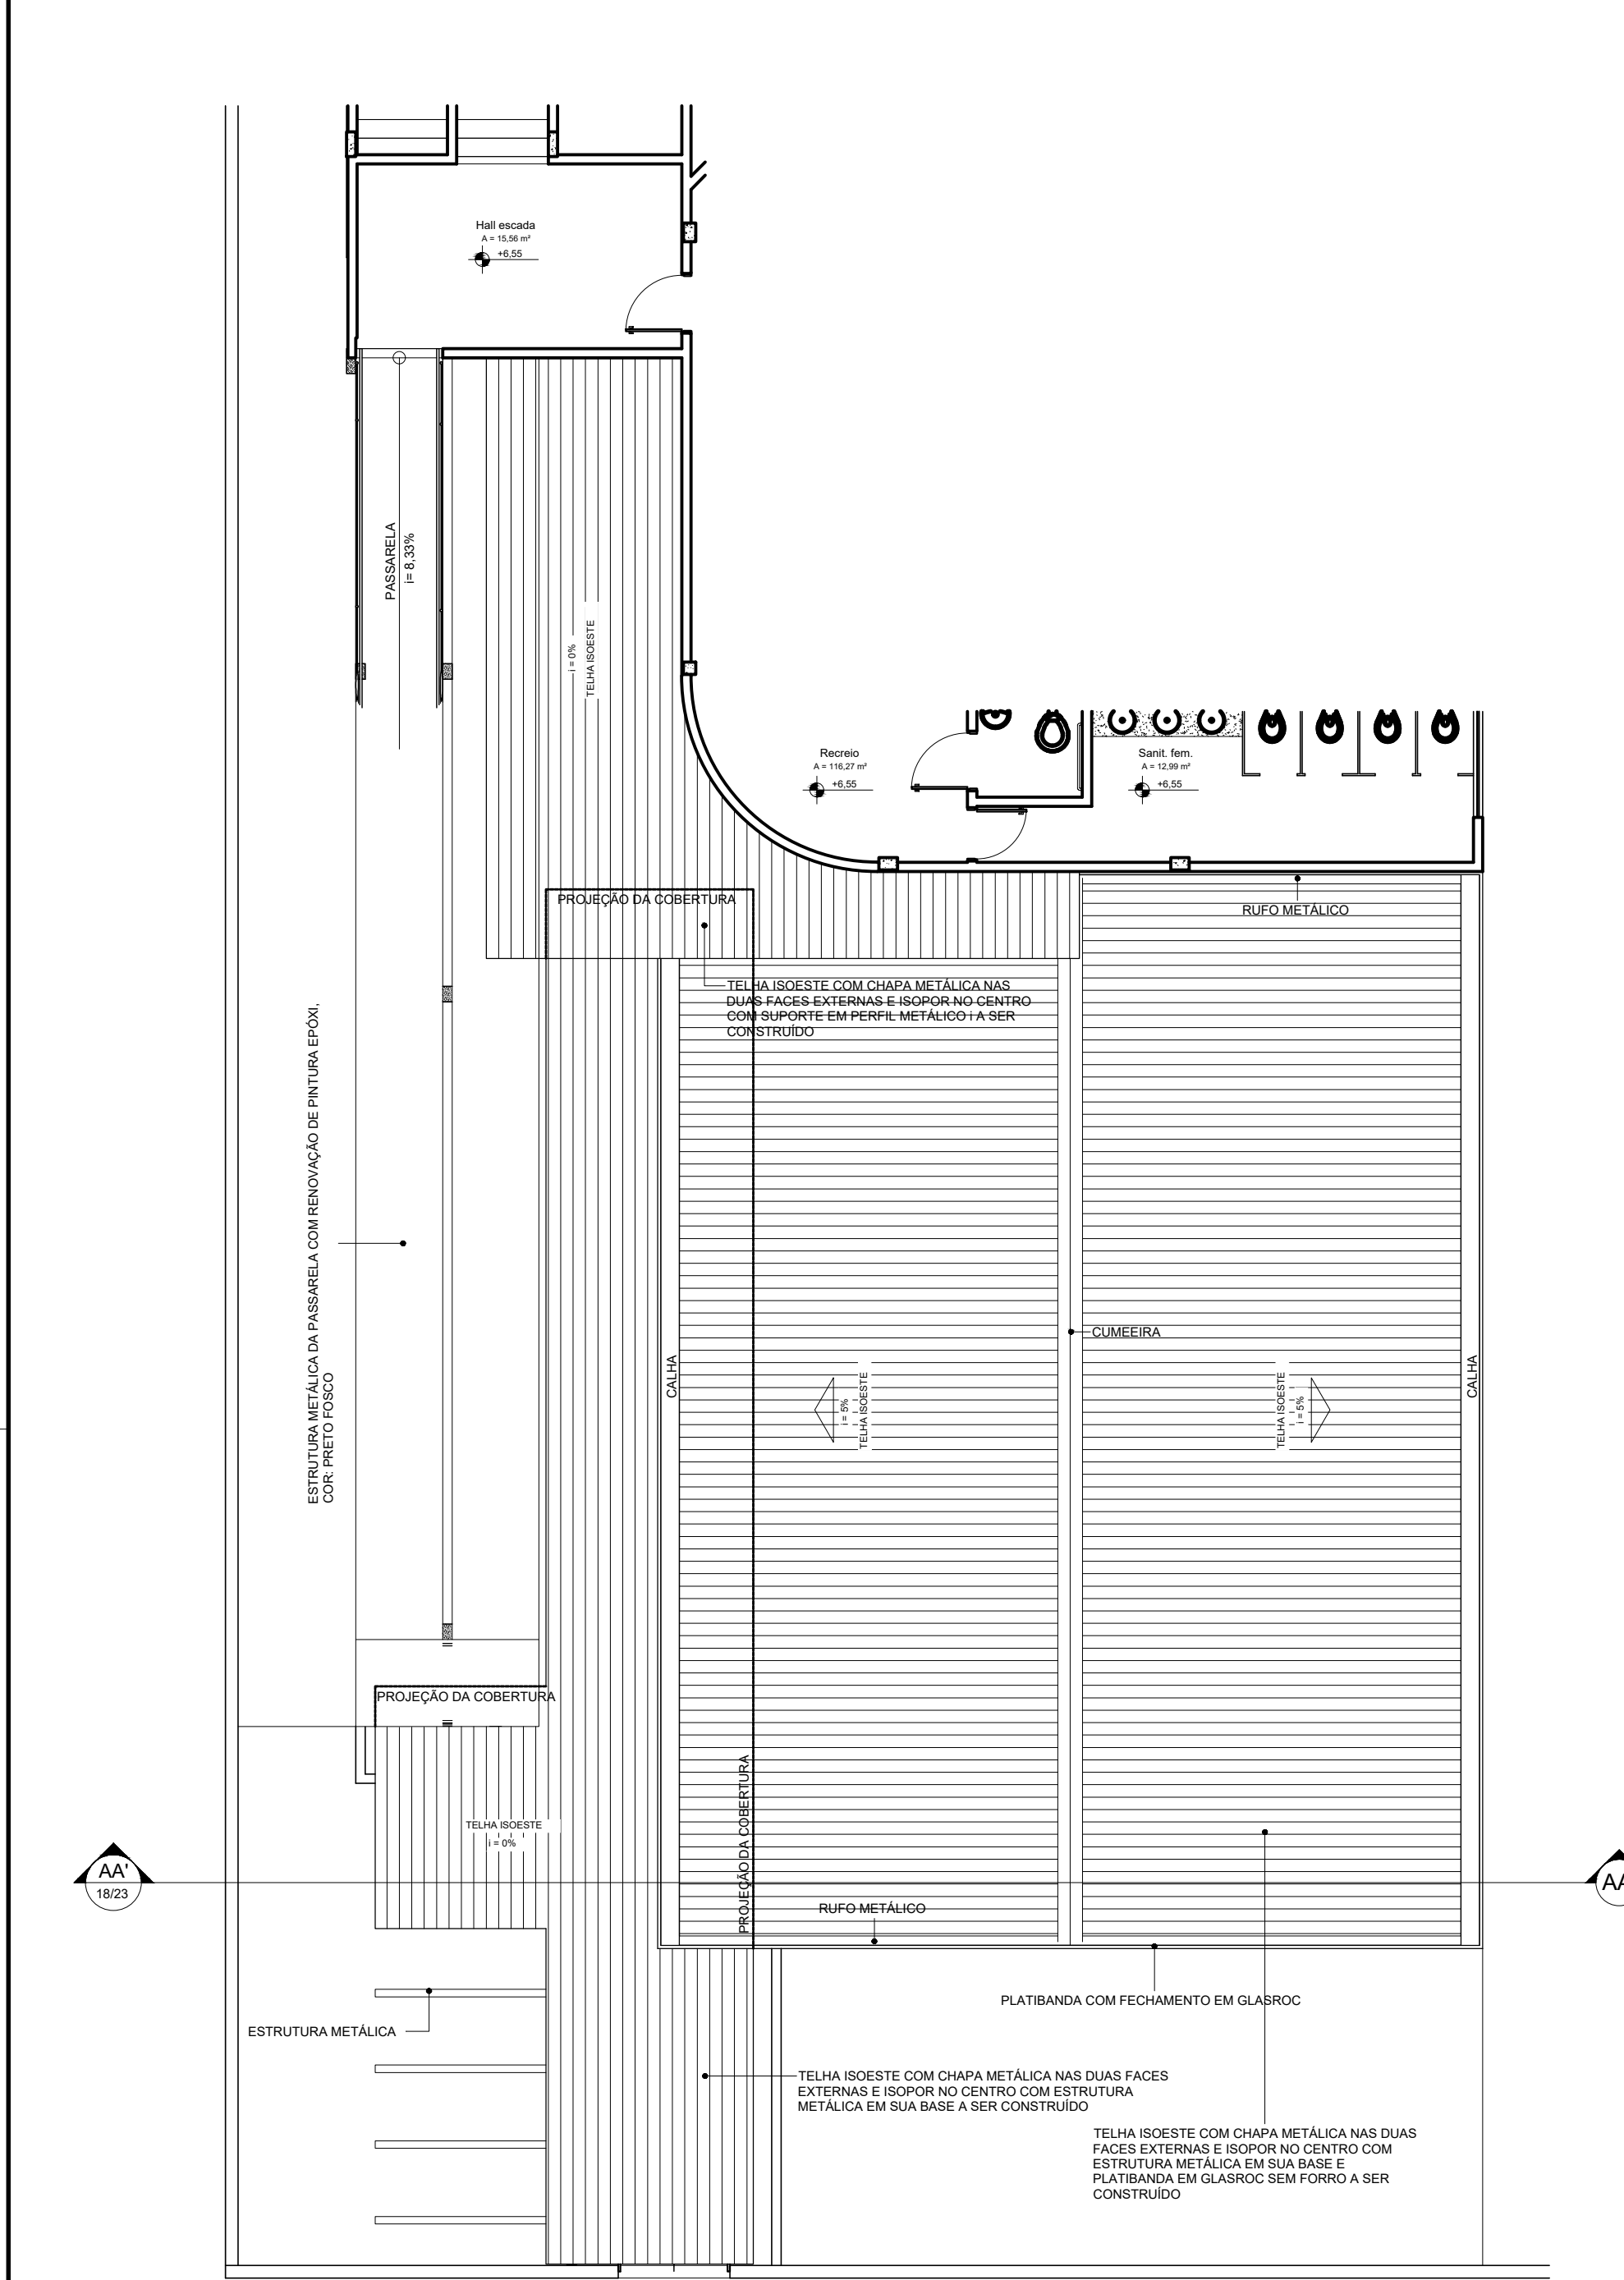 Hall escada
A = 15,56 m²
+6,55
PASSARELA
i= 8,33%
i = 0%
TELHA ISOESTE
Recreio
A = 116,27 m²
+6,55
Sanit. fem.
A = 12,99 m²
+6,55
PROJEÇÃO DA COBERTURA
RUFO METÁLICO
TELHA ISOESTE COM CHAPA METÁLICA NAS
DUAS FACES EXTERNAS E ISOPOR NO CENTRO
COM SUPORTE EM PERFIL METÁLICO i A SER
CONSTRUÍDO
ESTRUTURA METÁLICA DA PASSARELA COM RENOVAÇÃO DE PINTURA EPÓXI,
COR: PRETO FOSCO
CUMEEIRA
CALHA
i = 5%
TELHA ISOESTE
TELHA ISOESTE
i = 5%
CALHA
PROJEÇÃO DA COBERTURA
PROJEÇÃO DA COBERTURA
TELHA ISOESTE
i = 0%
AA'
18/23
AA
RUFO METÁLICO
PLATIBANDA COM FECHAMENTO EM GLASROC
ESTRUTURA METÁLICA
TELHA ISOESTE COM CHAPA METÁLICA NAS DUAS FACES
EXTERNAS E ISOPOR NO CENTRO COM ESTRUTURA
METÁLICA EM SUA BASE A SER CONSTRUÍDO
TELHA ISOESTE COM CHAPA METÁLICA NAS DUAS
FACES EXTERNAS E ISOPOR NO CENTRO COM
ESTRUTURA METÁLICA EM SUA BASE E
PLATIBANDA EM GLASROC SEM FORRO A SER
CONSTRUÍDO